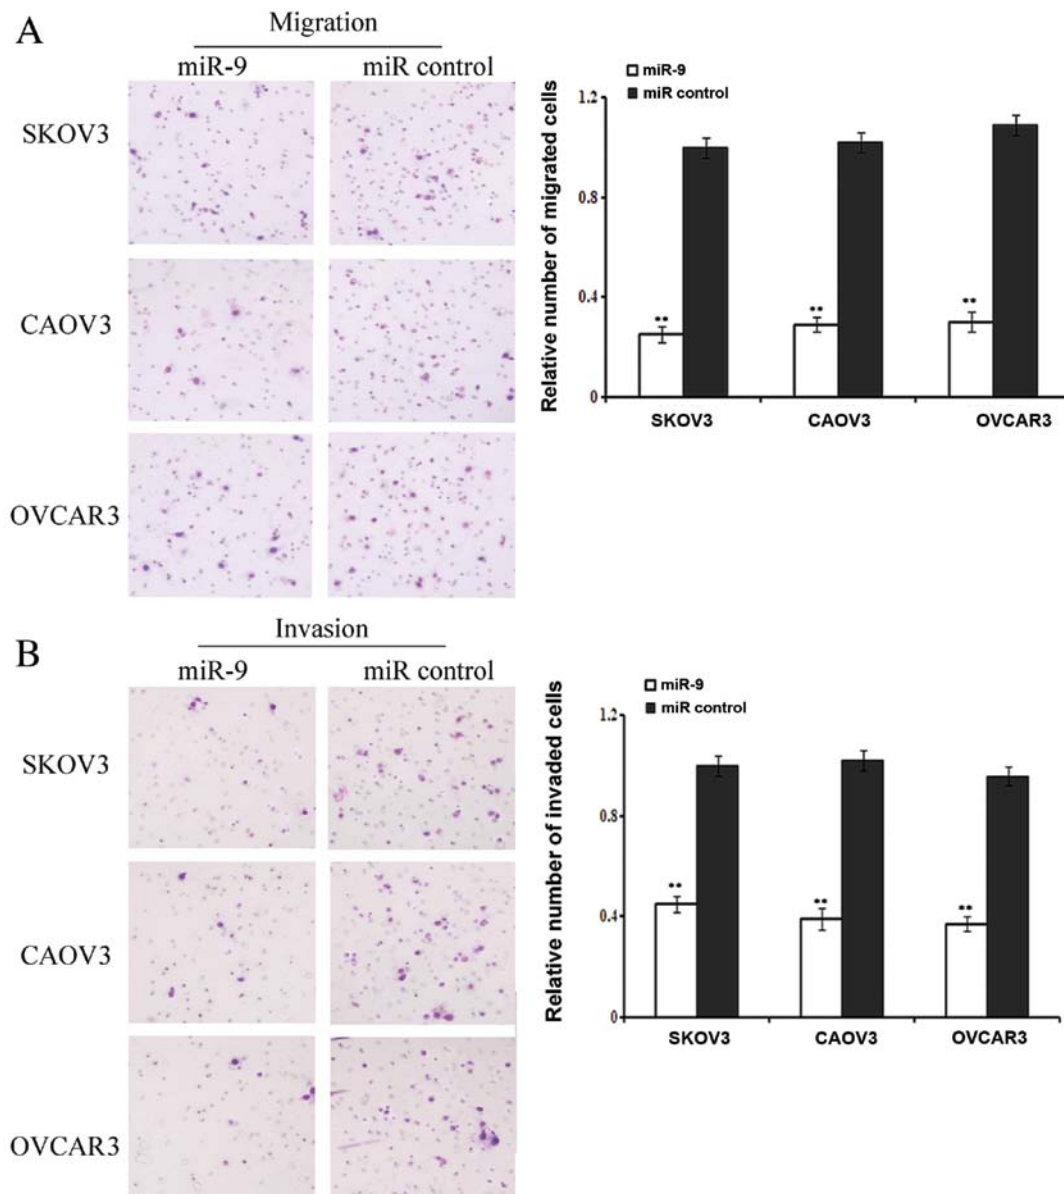 A
Migration
miR-9 miR control
SKOV3
CAOV3
OVCAR3
miR-9
miR control
Relative number of migrated cells
1.2
0.8
0.4
0
**
**
**
SKOV3 CAOV3 OVCAR3
B
Invasion
miR-9 miR control
SKOV3
CAOV3
OVCAR3
miR-9
miR control
Relative number of invaded cells
1.2
0.8
0.4
0
**
**
**
SKOV3 CAOV3 OVCAR3